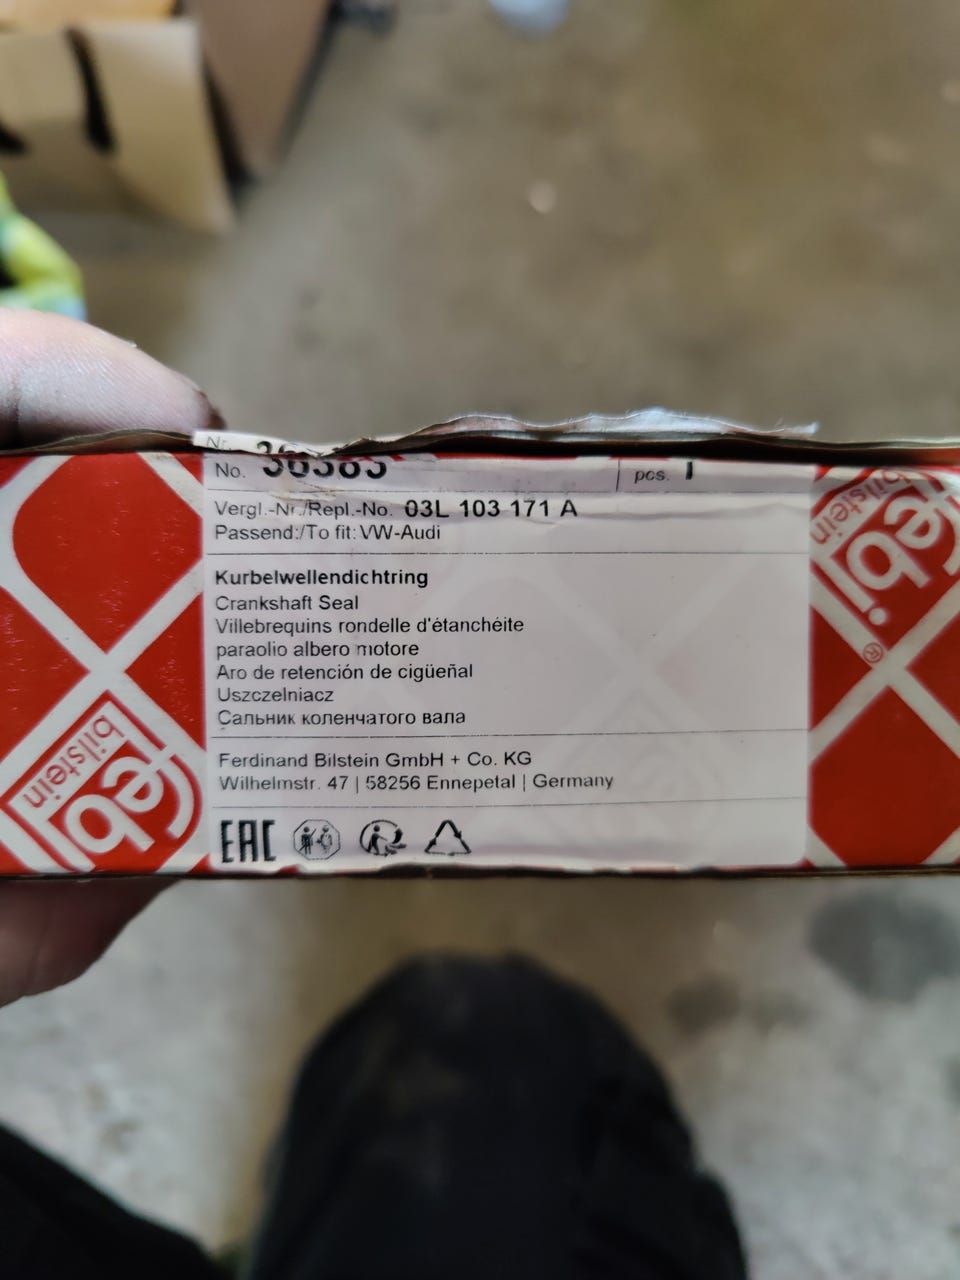 Nr.
No.
pcs. 1
Vergl.-Nr./Repl.-No. 03L 103 171 A
Passend:/To fit: VW-Audi
Kurbelwellendichtring
Crankshaft Seal
Villebrequins rondelle d'étanchéite
paraolio albero motore
Aro de retención de cigüeñal
Uszczelniacz
Сальник коленчатого вала
Ferdinand Bilstein GmbH + Co. KG
Wilhelmstr. 47 | 58256 Ennepetal | Germany
EAC
febi
bilstein
febi ®
bilstein